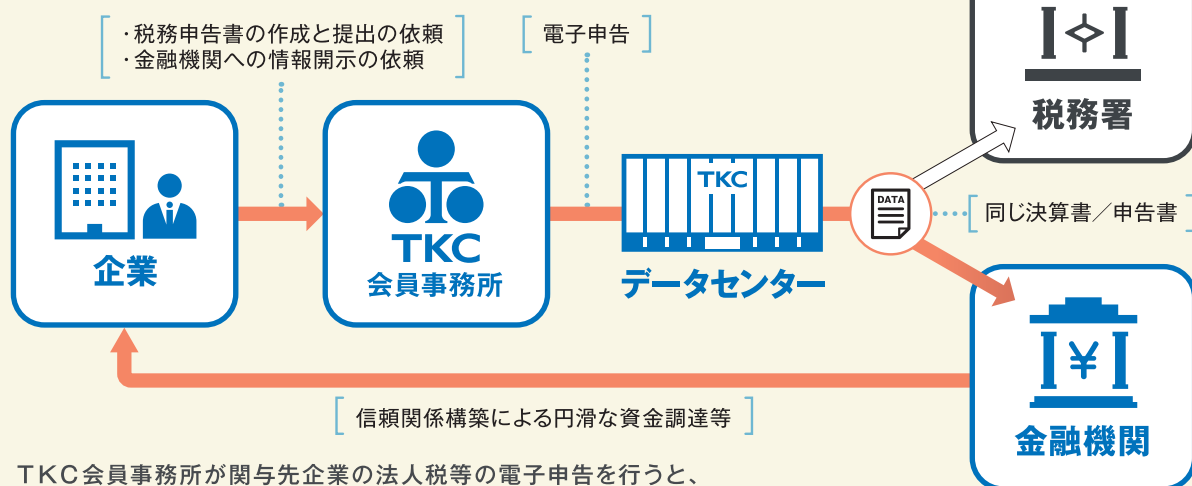 ・税務申告書の作成と提出の依頼
・金融機関への情報開示の依頼
電子申告
税務署
企業
TKC
会員事務所
TKC
データセンター
DATA
同じ決算書／申告書
¥
金融機関
信頼関係構築による円滑な資金調達等
TKC会員事務所が関与先企業の法人税等の電子申告を行うと、